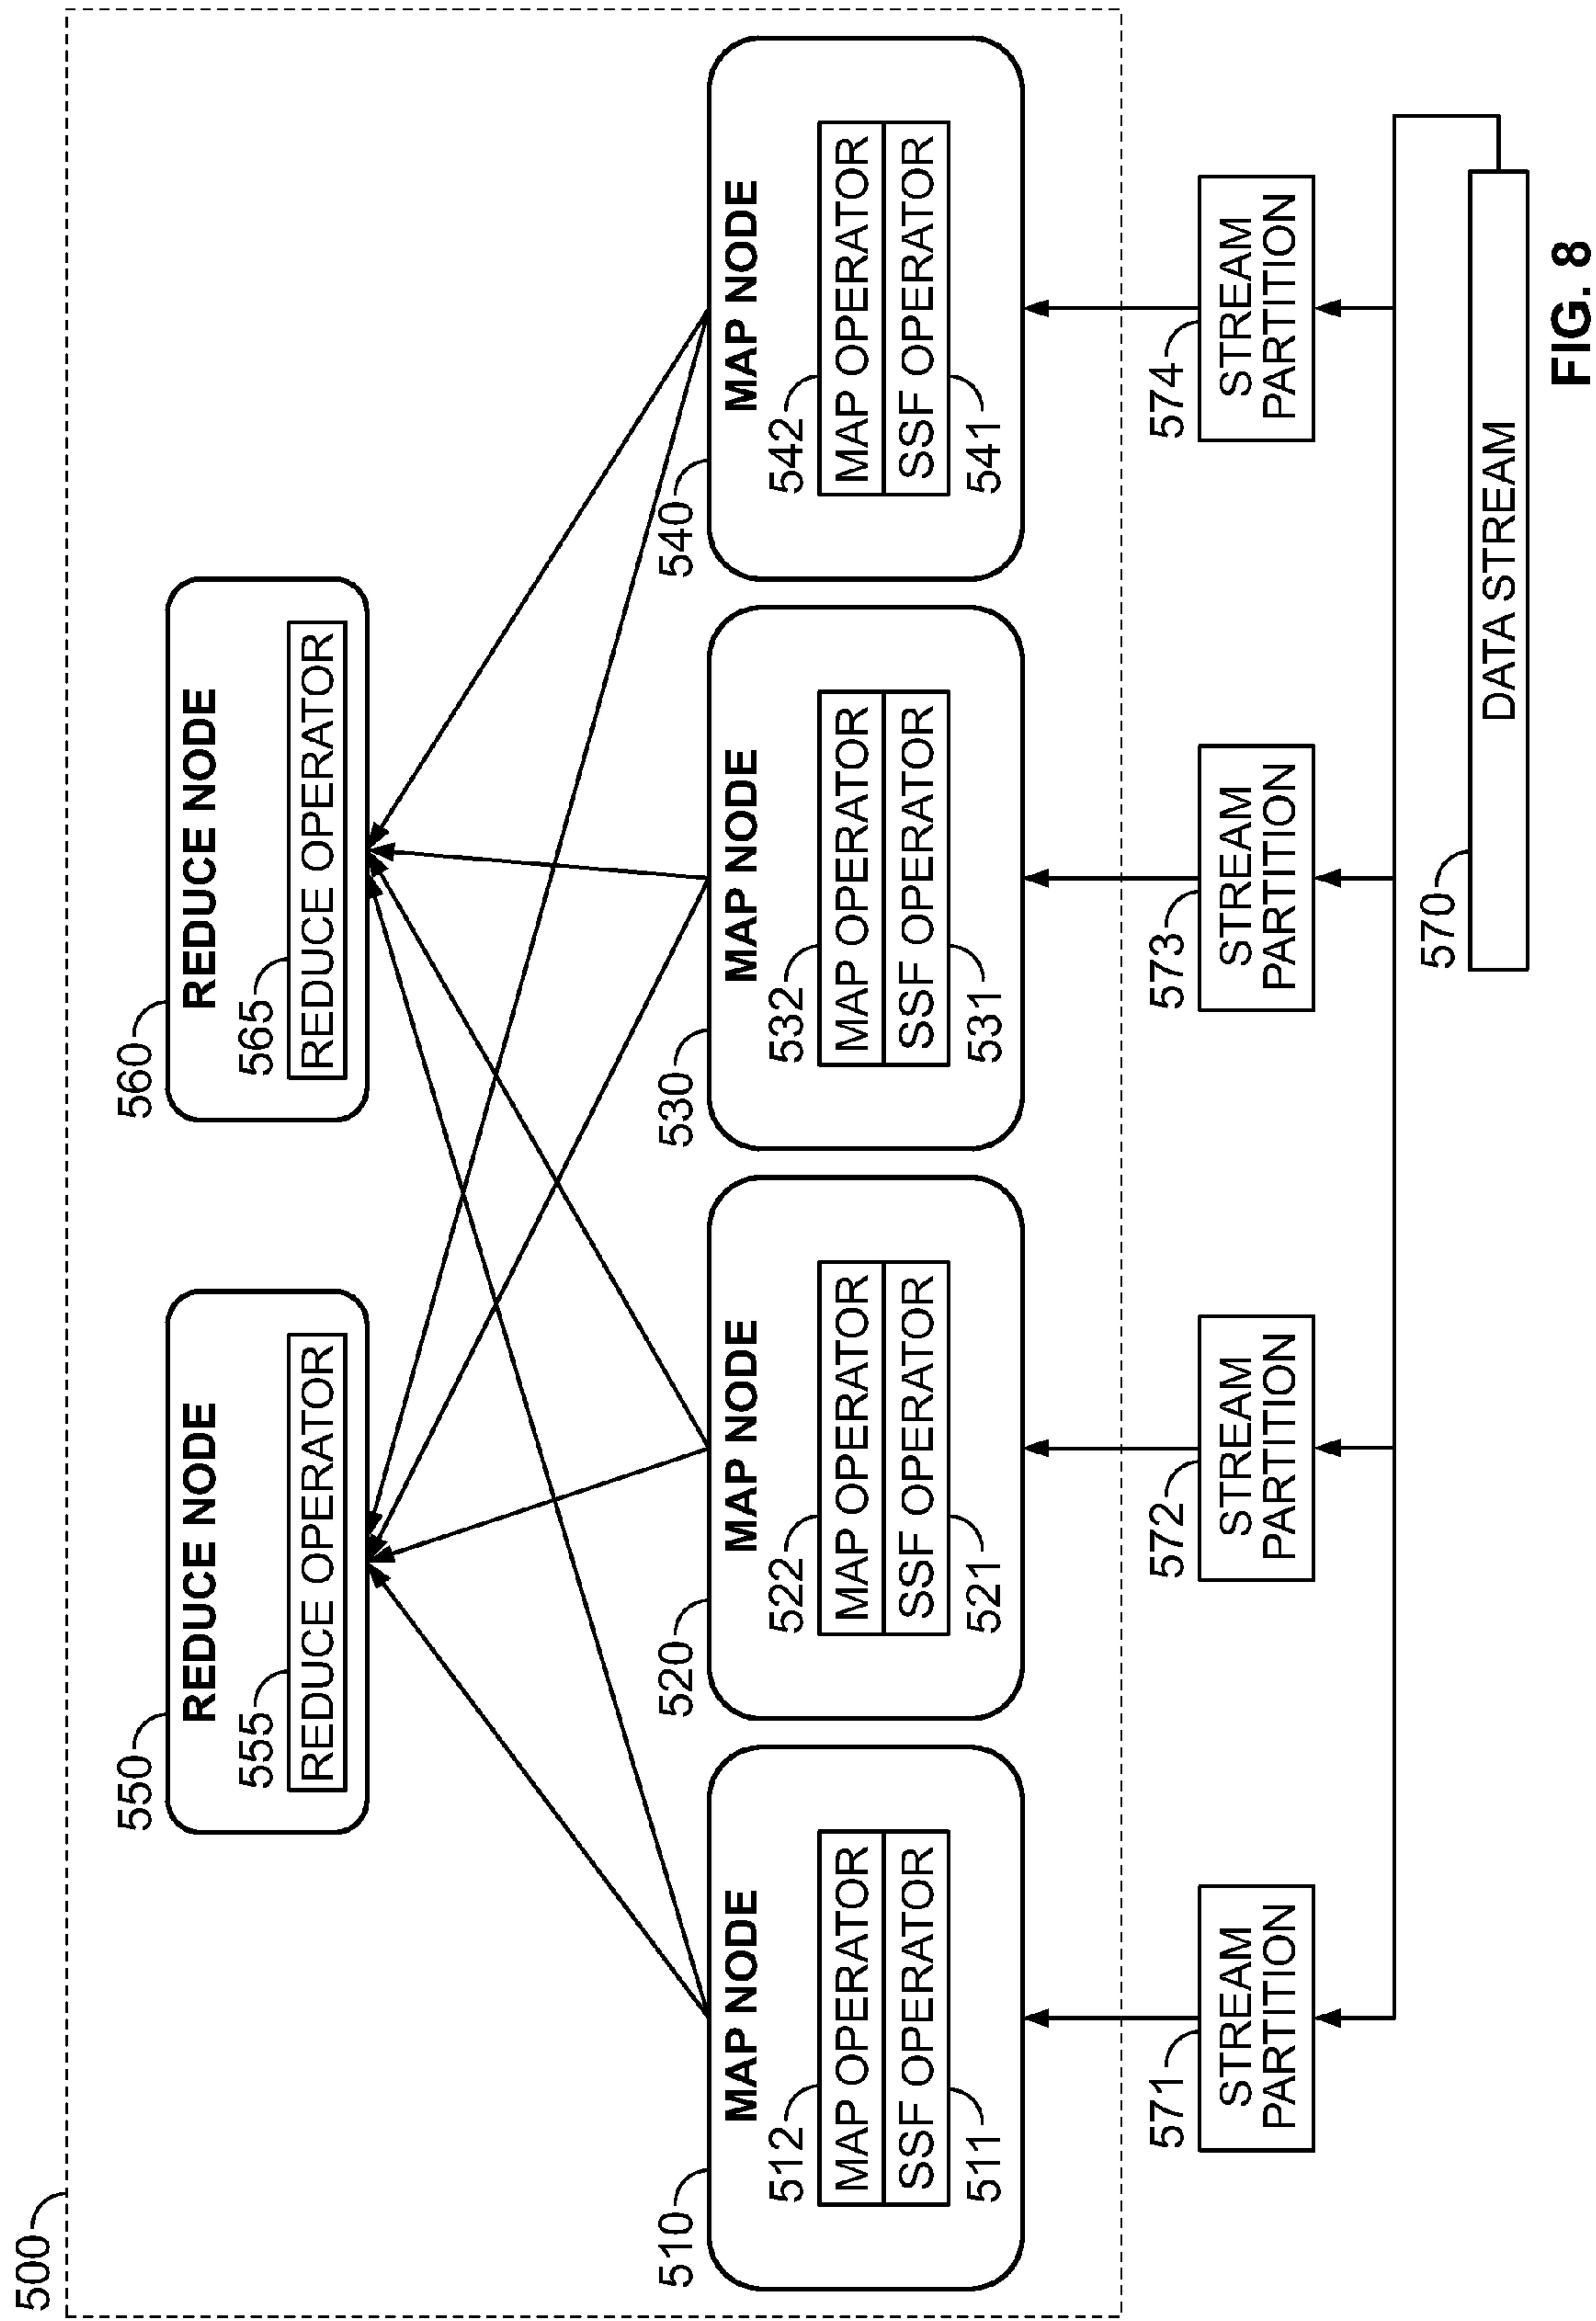 500
550
REDUCE NODE
555
REDUCE OPERATOR
560
REDUCE NODE
565
REDUCE OPERATOR
510
MAP NODE
512
MAP OPERATOR
SSF OPERATOR
511
520
MAP NODE
522
MAP OPERATOR
SSF OPERATOR
521
530
MAP NODE
532
MAP OPERATOR
SSF OPERATOR
531
540
MAP NODE
542
MAP OPERATOR
SSF OPERATOR
541
571
STREAM
PARTITION
572
STREAM
PARTITION
573
STREAM
PARTITION
574
STREAM
PARTITION
570
DATA STREAM
FIG. 8